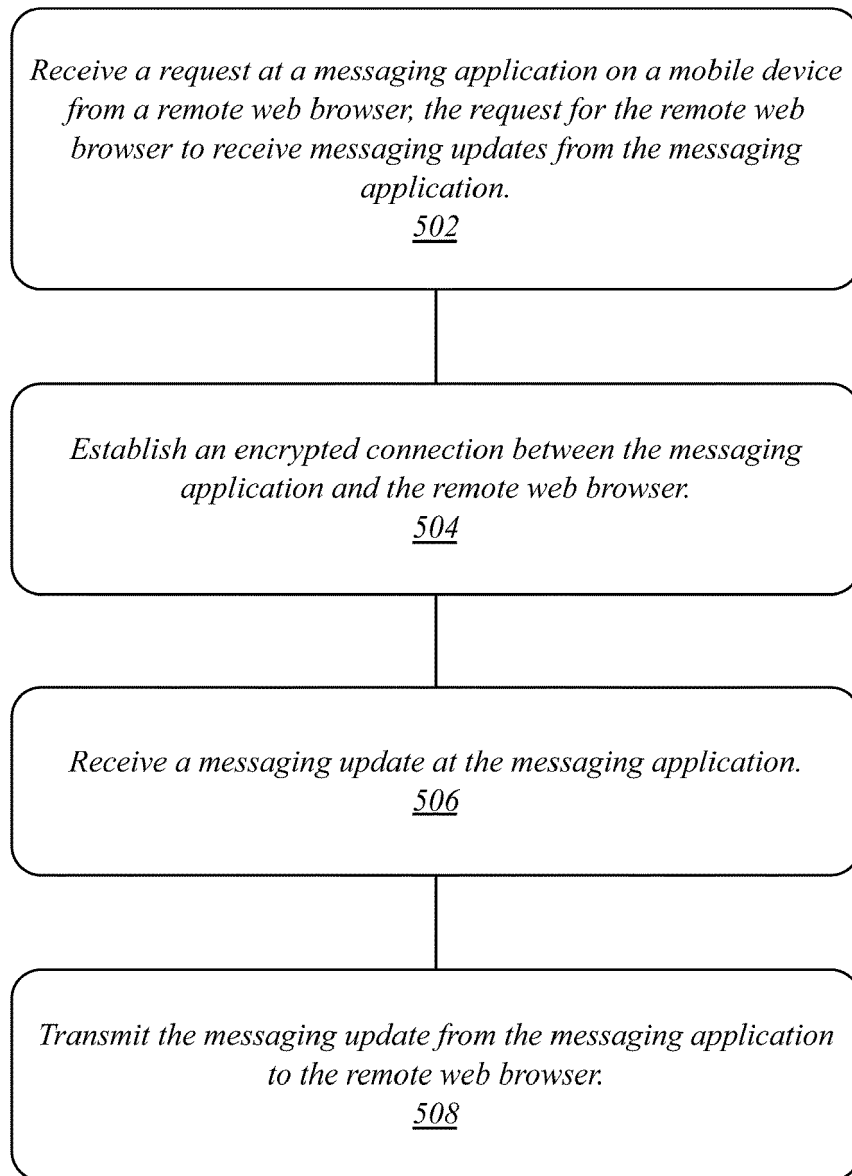 Receive a request at a messaging application on a mobile device
from a remote web browser, the request for the remote web
browser to receive messaging updates from the messaging
application.
502
Establish an encrypted connection between the messaging
application and the remote web browser.
504
Receive a messaging update at the messaging application.
506
Transmit the messaging update from the messaging application
to the remote web browser.
508